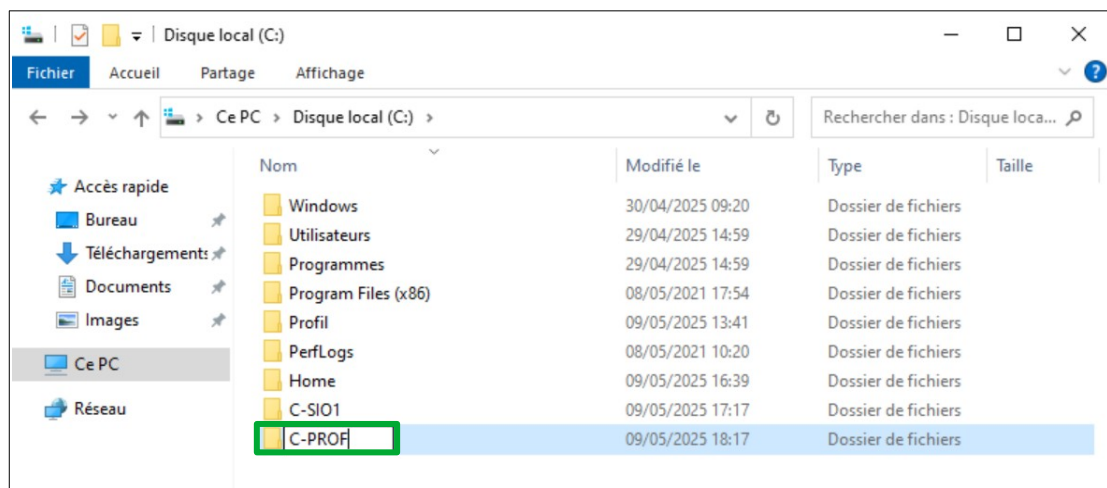 Disque local (C:)
Fichier Accueil Partage Affichage
Ce PC > Disque local (C:) >
Rechercher dans : Disque loca...
Nom Modifié le Type Taille
Accès rapide
Bureau
Téléchargements
Documents
Images
Ce PC
Réseau
Windows 30/04/2025 09:20 Dossier de fichiers
Utilisateurs 29/04/2025 14:59 Dossier de fichiers
Programmes 29/04/2025 14:59 Dossier de fichiers
Program Files (x86) 08/05/2021 17:54 Dossier de fichiers
Profil 09/05/2025 13:41 Dossier de fichiers
PerfLogs 08/05/2021 10:20 Dossier de fichiers
Home 09/05/2025 16:39 Dossier de fichiers
C-SIO1 09/05/2025 17:17 Dossier de fichiers
C-PROF 09/05/2025 18:17 Dossier de fichiers